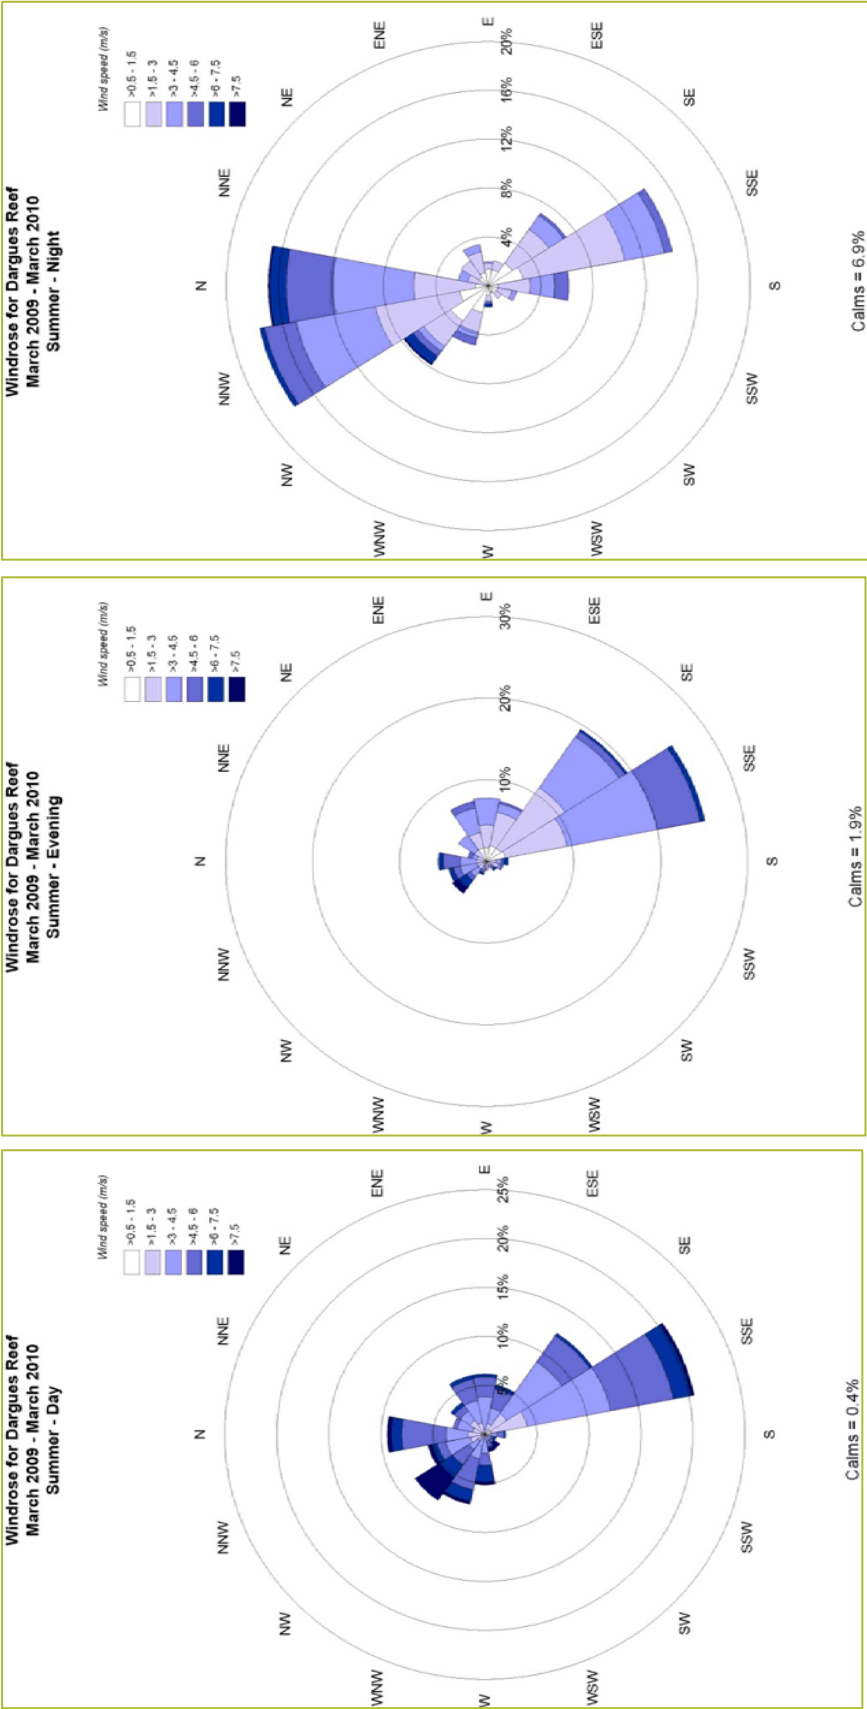 Windrose for Dargues Reef
March 2009 - March 2010
Summer - Night
Wind speed (m/s)
>0.5 - 1.5
>1.5 - 3
>3 - 4.5
>4.5 - 6
>6 - 7.5
>7.5
N
NNE
NE
ENE
E
ESE
SE
SSE
S
SSW
SW
WSW
W
WNW
NW
NNW
4%
8%
12%
16%
20%
Calms = 6.9%
Windrose for Dargues Reef
March 2009 - March 2010
Summer - Evening
Wind speed (m/s)
>0.5 - 1.5
>1.5 - 3
>3 - 4.5
>4.5 - 6
>6 - 7.5
>7.5
N
NNE
NE
ENE
E
ESE
SE
SSE
S
SSW
SW
WSW
W
WNW
NW
NNW
10%
20%
30%
Calms = 1.9%
Windrose for Dargues Reef
March 2009 - March 2010
Summer - Day
Wind speed (m/s)
>0.5 - 1.5
>1.5 - 3
>3 - 4.5
>4.5 - 6
>6 - 7.5
>7.5
N
NNE
NE
ENE
E
ESE
SE
SSE
S
SSW
SW
WSW
W
WNW
NW
NNW
5%
10%
15%
20%
25%
Calms = 0.4%